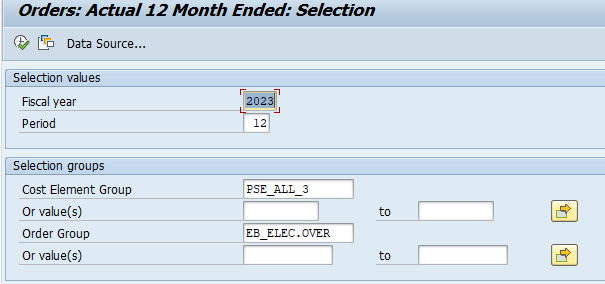 Orders: Actual 12 Month Ended: Selection
Data Source...
Selection values
Fiscal year 2023
Period 12
Selection groups
Cost Element Group PSE_ALL_3
Or value(s) to
Order Group EB_ELEC.OVER
Or value(s) to